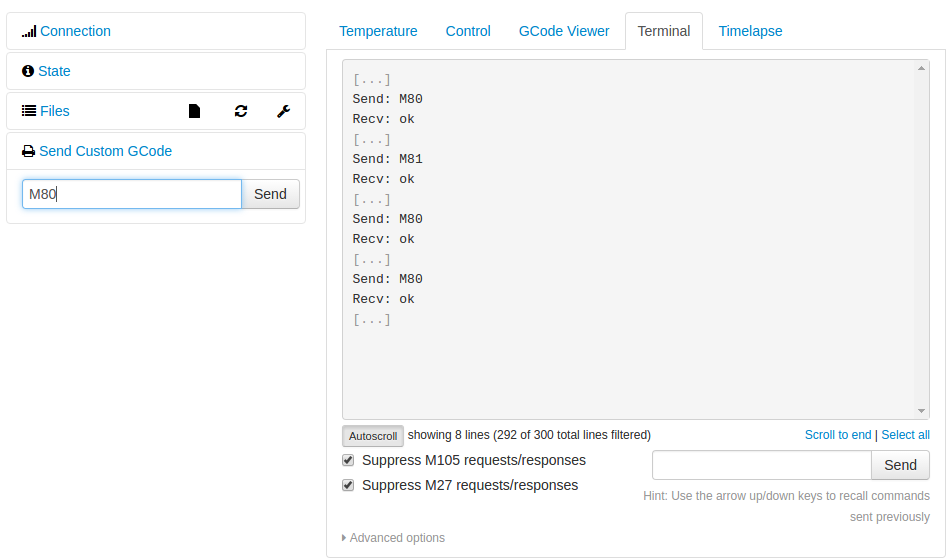 Connection
State
Files
Send Custom GCode
M80 Send
Temperature Control GCode Viewer Terminal Timelapse
[...]
Send: M80
Recv: ok
[...]
Send: M81
Recv: ok
[...]
Send: M80
Recv: ok
[...]
Send: M80
Recv: ok
[...]
Autoscroll showing 8 lines (292 of 300 total lines filtered) Scroll to end | Select all
Suppress M105 requests/responses
Send
Suppress M27 requests/responses
Hint: Use the arrow up/down keys to recall commands
sent previously
Advanced options